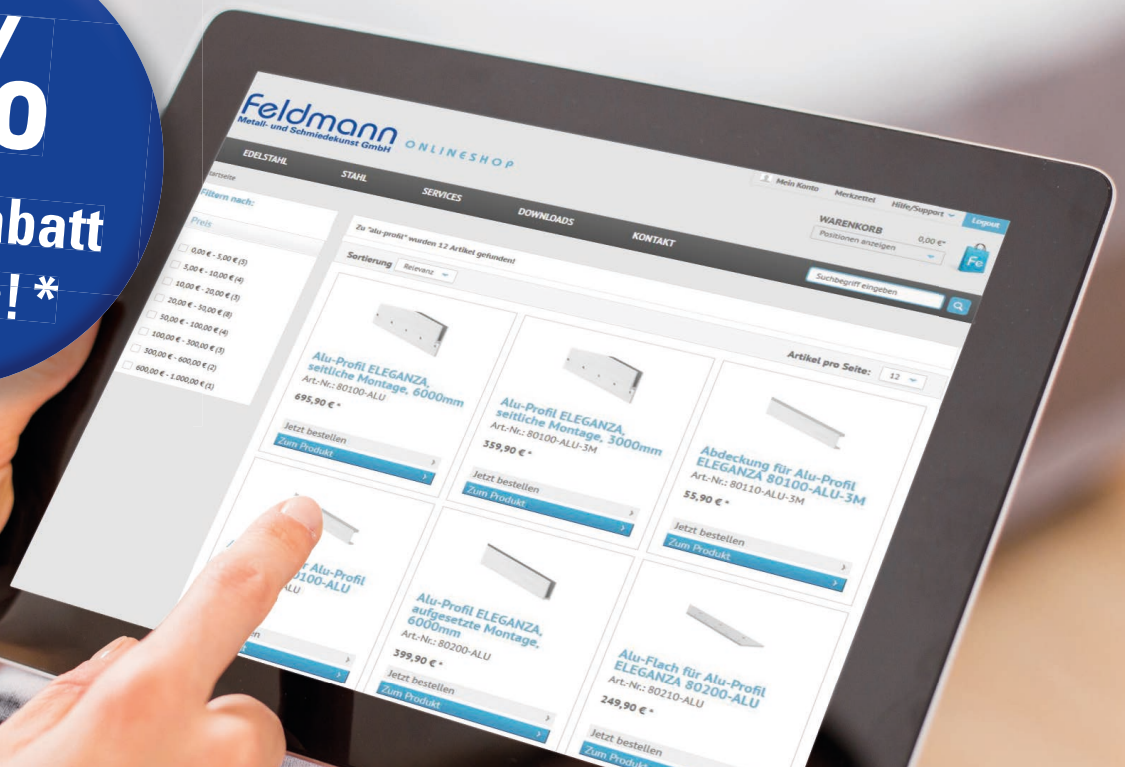 %
abatt
! *
Feldmann
Metall- und Schmiedekunst GmbH
ONLINESHOP
Mein Konto
Merkzettel
Hilfe/Support
Logout
WARENKORB
0,00 €*
Positionen anzeigen
Fe
EDELSTAHL
STAHL
SERVICES
DOWNLOADS
KONTAKT
Suchbegriff eingeben
Startseite
Filtern nach:
Preis
0,00 € - 5,00 € (5)
5,00 € - 10,00 € (4)
10,00 € - 20,00 € (3)
20,00 € - 50,00 € (8)
50,00 € - 100,00 € (4)
100,00 € - 300,00 € (3)
300,00 € - 600,00 € (2)
600,00 € - 1.000,00 € (1)
Zu "alu-profil" wurden 12 Artikel gefunden!
Sortierung
Relevanz
Artikel pro Seite:
12
Alu-Profil ELEGANZA,
seitliche Montage, 6000mm
Art.-Nr.: 80100-ALU
695,90 € *
Jetzt bestellen
Zum Produkt
Alu-Profil ELEGANZA,
seitliche Montage, 3000mm
Art.-Nr.: 80100-ALU-3M
359,90 € *
Jetzt bestellen
Zum Produkt
Abdeckung für Alu-Profil
ELEGANZA 80100-ALU-3M
Art.-Nr.: 80110-ALU-3M
55,90 € *
Jetzt bestellen
Zum Produkt
Alu-Profil
0100-ALU
ALU
Alu-Profil ELEGANZA,
aufgesetzte Montage,
6000mm
Art.-Nr.: 80200-ALU
399,90 € *
Jetzt bestellen
Zum Produkt
Alu-Flach für Alu-Profil
ELEGANZA 80200-ALU
Art.-Nr.: 80210-ALU
249,90 € *
Jetzt bestellen
Zum Produkt